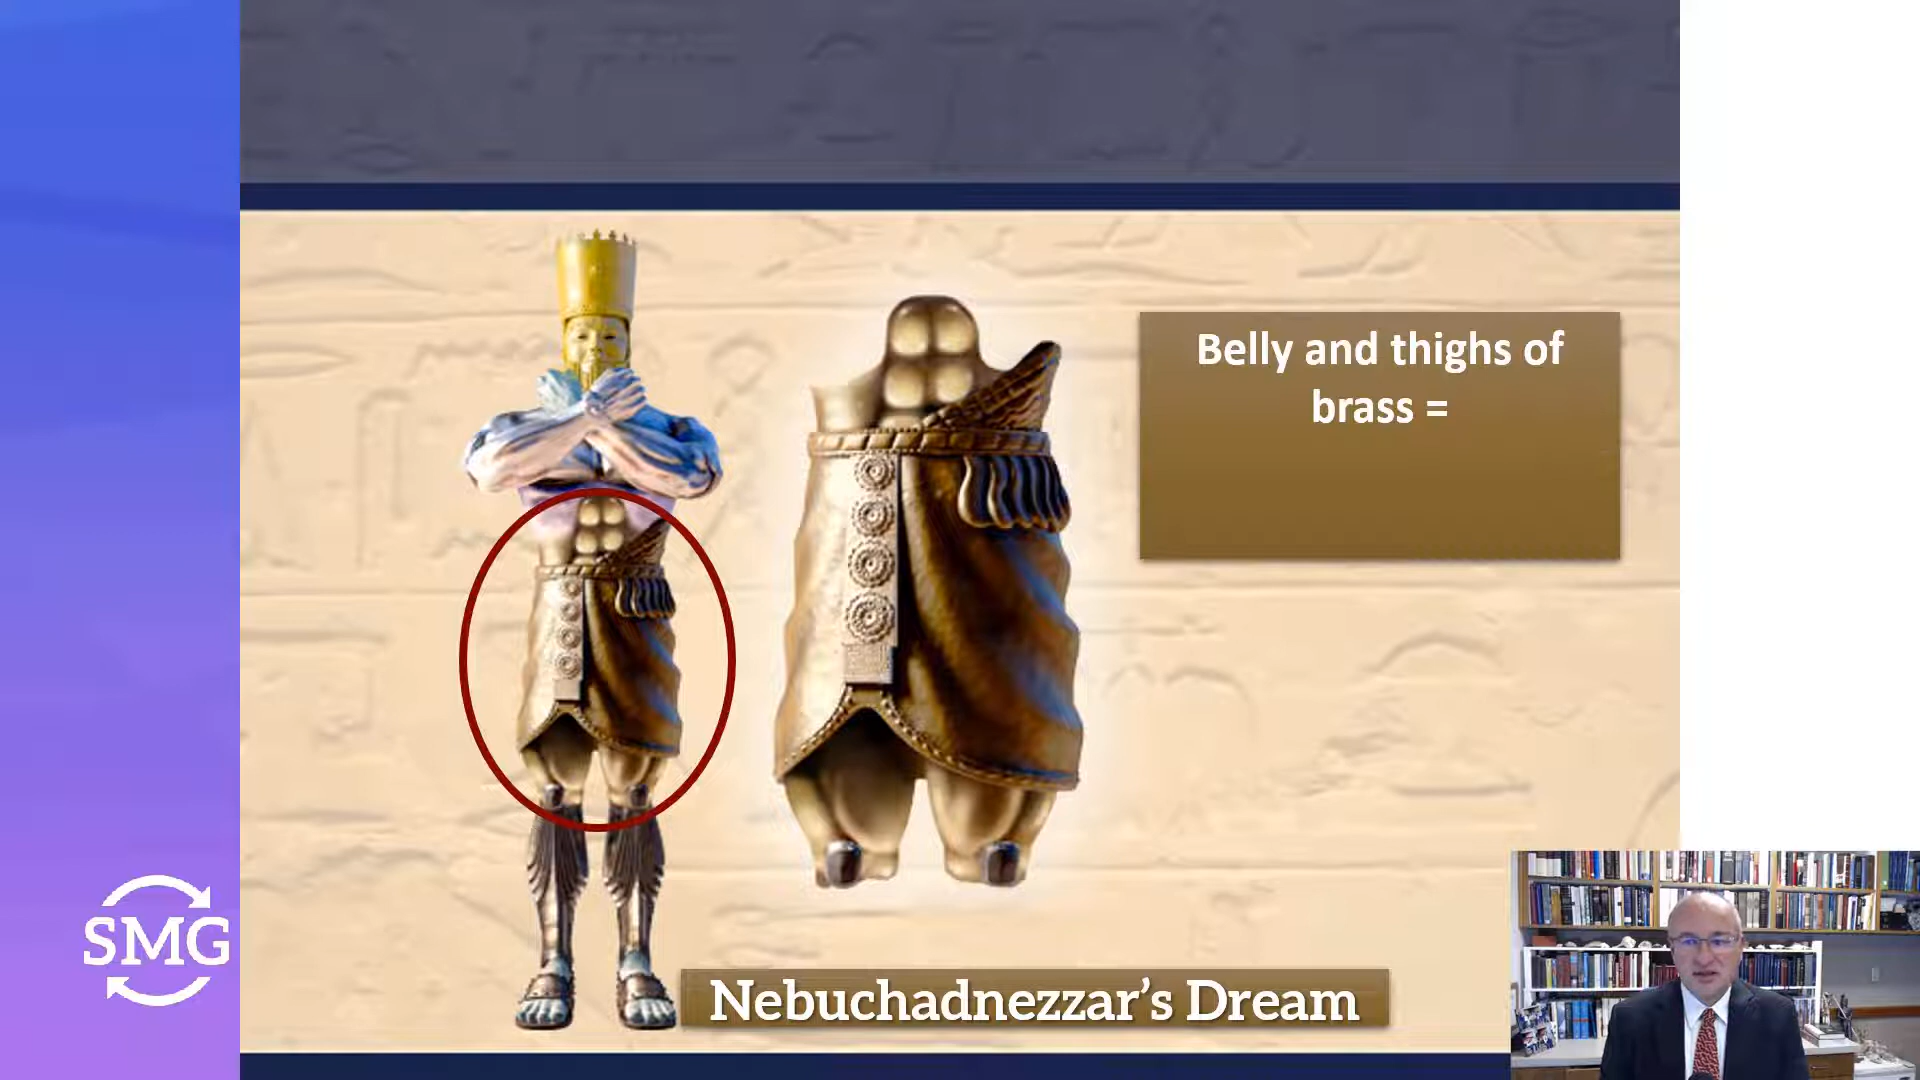 Belly and thighs of
brass =
SMG
Nebuchadnezzar's Dream